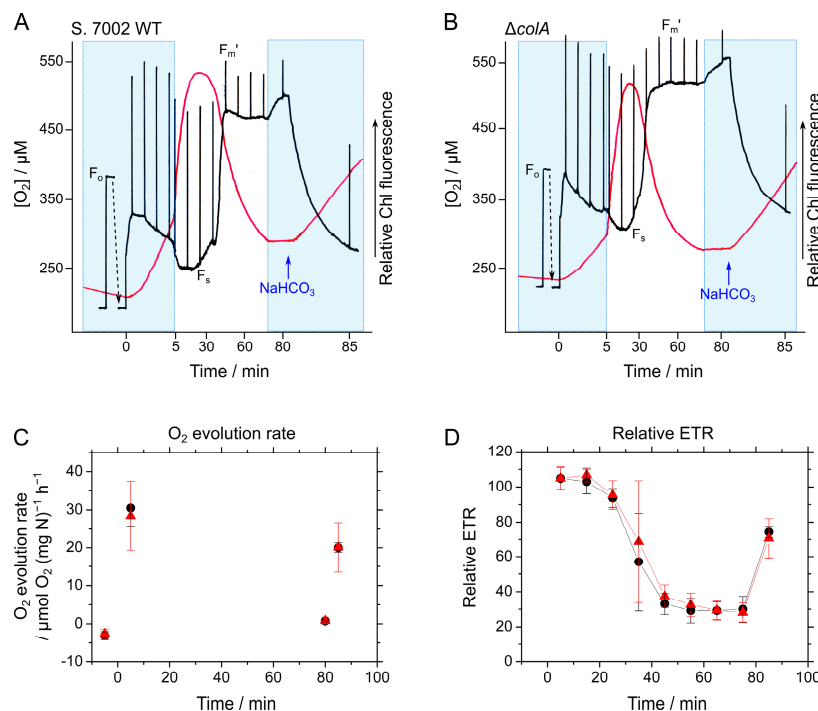 A
S. 7002 WT
[O2] / µM
550
450
350
250
Fo
Fm'
Fs
NaHCO3
Relative Chl fluorescence
0
5
30
60
80
85
Time / min
B
ΔcolA
[O2] / µM
550
450
350
250
Fo
Fs
NaHCO3
Relative Chl fluorescence
0
5
30
60
80
85
Time / min
C
O2 evolution rate
O2 evolution rate
/ µmol O2 (mg N)⁻¹ h⁻¹
40
30
20
10
0
-10
0
20
40
60
80
100
Time / min
D
Relative ETR
Relative ETR
120
100
80
60
40
20
0
0
20
40
60
80
100
Time / min